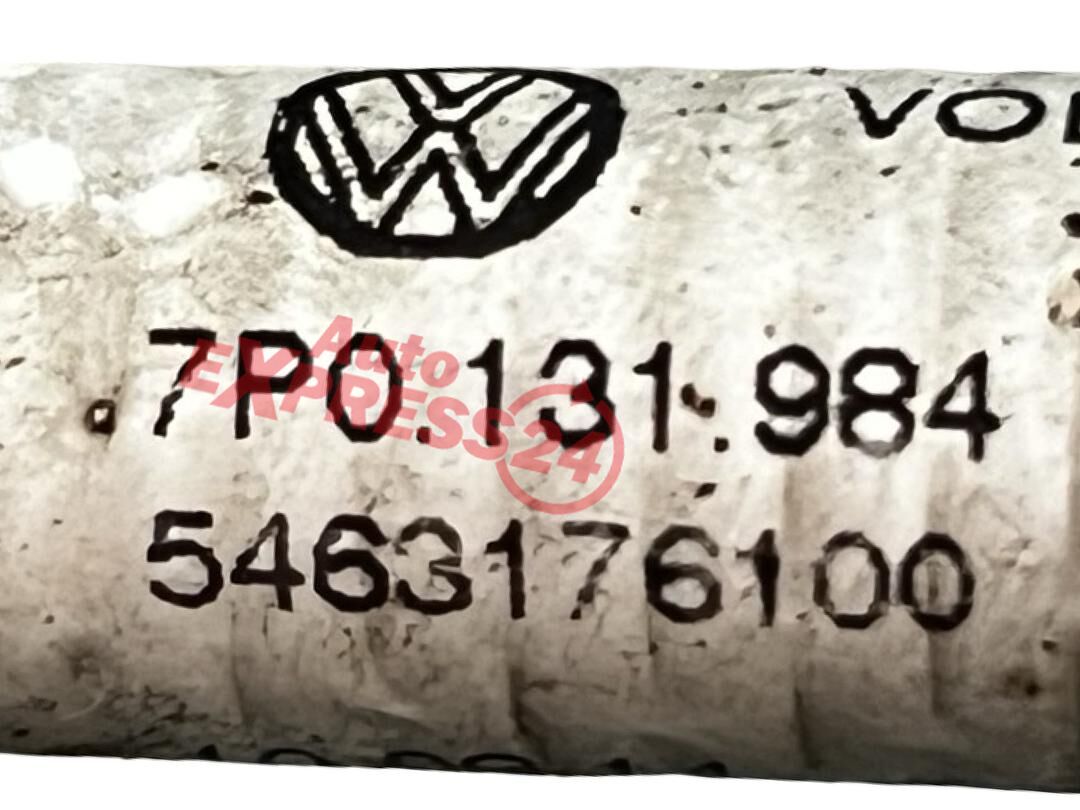 VO
7P0.131.984
Auto
EXPRESS24
5463176100